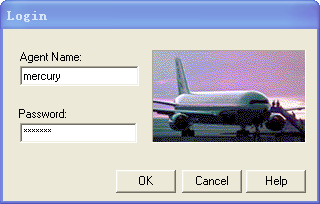 Login
Agent Name:
mercury
Password:
*******
OK Cancel Help